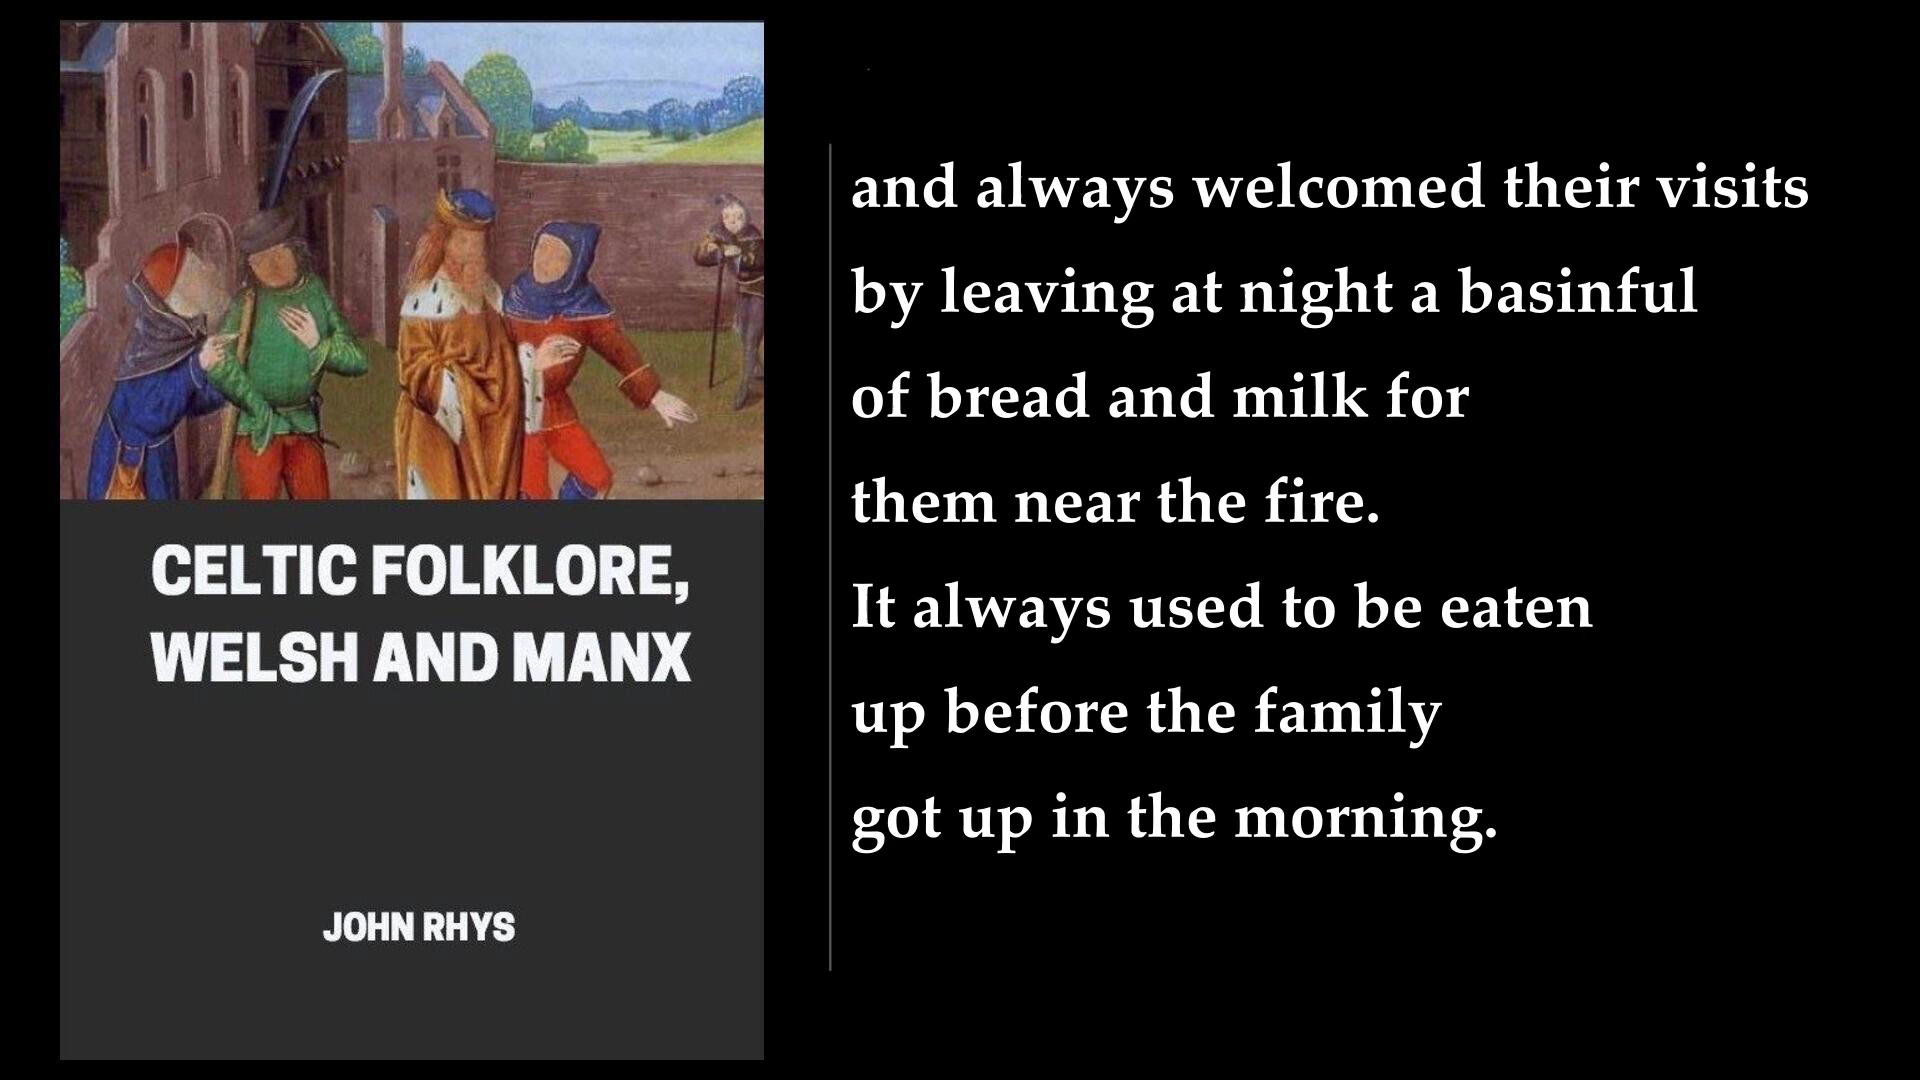 CELTIC FOLKLORE,
WELSH AND MANX
JOHN RHYS
and always welcomed their visits
by leaving at night a basinful
of bread and milk for
them near the fire.
It always used to be eaten
up before the family
got up in the morning.